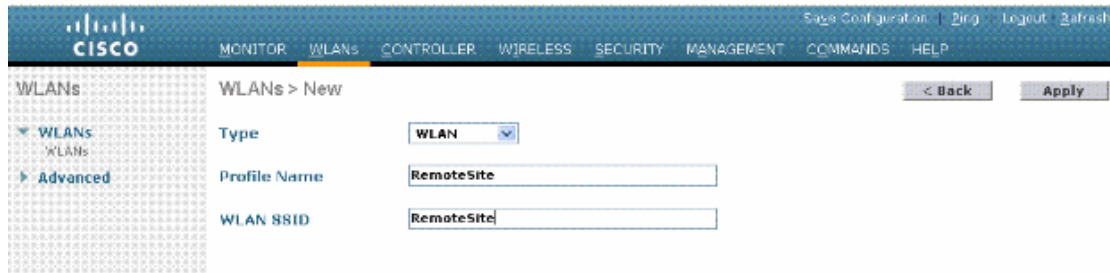 Save Configuration | Ping Logout Refresh
CISCO
MONITOR WLANs CONTROLLER WIRELESS SECURITY MANAGEMENT COMMANDS HELP
WLANs
WLANs > New
< Back
Apply
WLANs
WLANs
Advanced
Type
WLAN
Profile Name
RemoteSite
WLAN SSID
RemoteSite